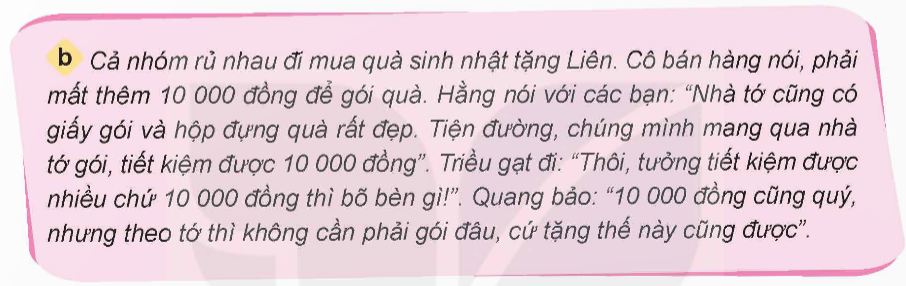 b Cả nhóm rủ nhau đi mua quà sinh nhật tặng Liên. Cô bán hàng nói, phải
mất thêm 10 000 đồng để gói quà. Hằng nói với các bạn: “Nhà tớ cũng có
giấy gói và hộp đựng quà rất đẹp. Tiện đường, chúng mình mang qua nhà
tớ gói, tiết kiệm được 10 000 đồng”. Triều gạt đi: “Thôi, tưởng tiết kiệm được
nhiều chứ 10 000 đồng thì bõ bèn gì!”. Quang bảo: “10 000 đồng cũng quý,
nhưng theo tớ thì không cần phải gói đâu, cứ tặng thế này cũng được”.